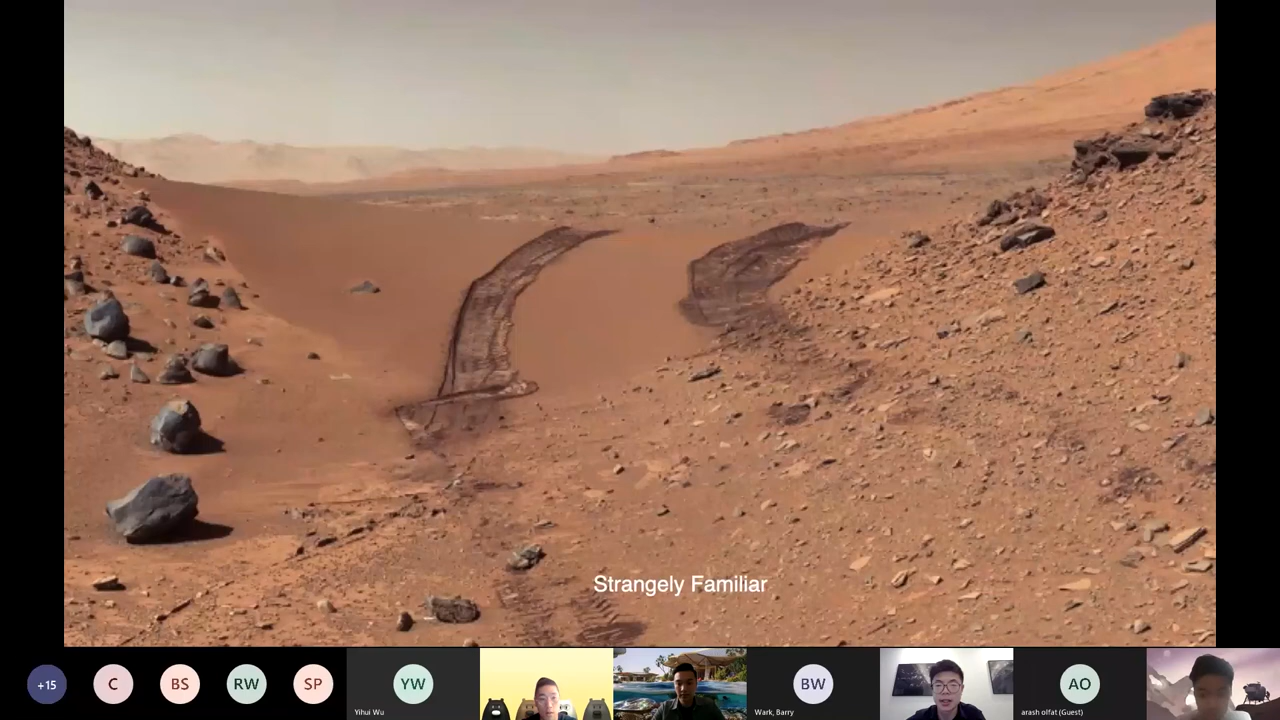 Strangely Familiar
+15
C
BS
RW
SP
YW
Yihui Wu
BW
Wark, Barry
AO
arash olfat (Guest)